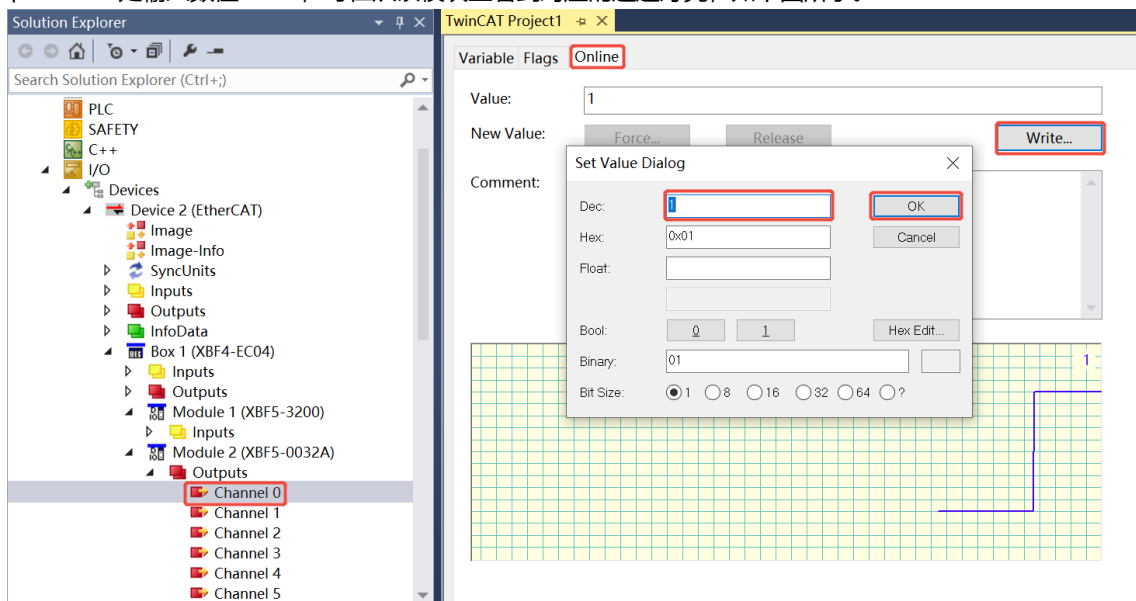 Solution Explorer
Search Solution Explorer (Ctrl+;)
PLC
SAFETY
C++
I/O
Devices
Device 2 (EtherCAT)
Image
Image-Info
SyncUnits
Inputs
Outputs
InfoData
Box 1 (XBF4-EC04)
Inputs
Outputs
Module 1 (XBF5-3200)
Inputs
Module 2 (XBF5-0032A)
Outputs
Channel 0
Channel 1
Channel 2
Channel 3
Channel 4
Channel 5
TwinCAT Project1
Variable Flags Online
Value: 1
New Value: Force... Release Write...
Comment:
Set Value Dialog
Dec: 1 OK
Hex: 0x01 Cancel
Float:
Bool: 0 1 Hex Edit...
Binary: 01
Bit Size: 1 8 16 32 64 ?
1